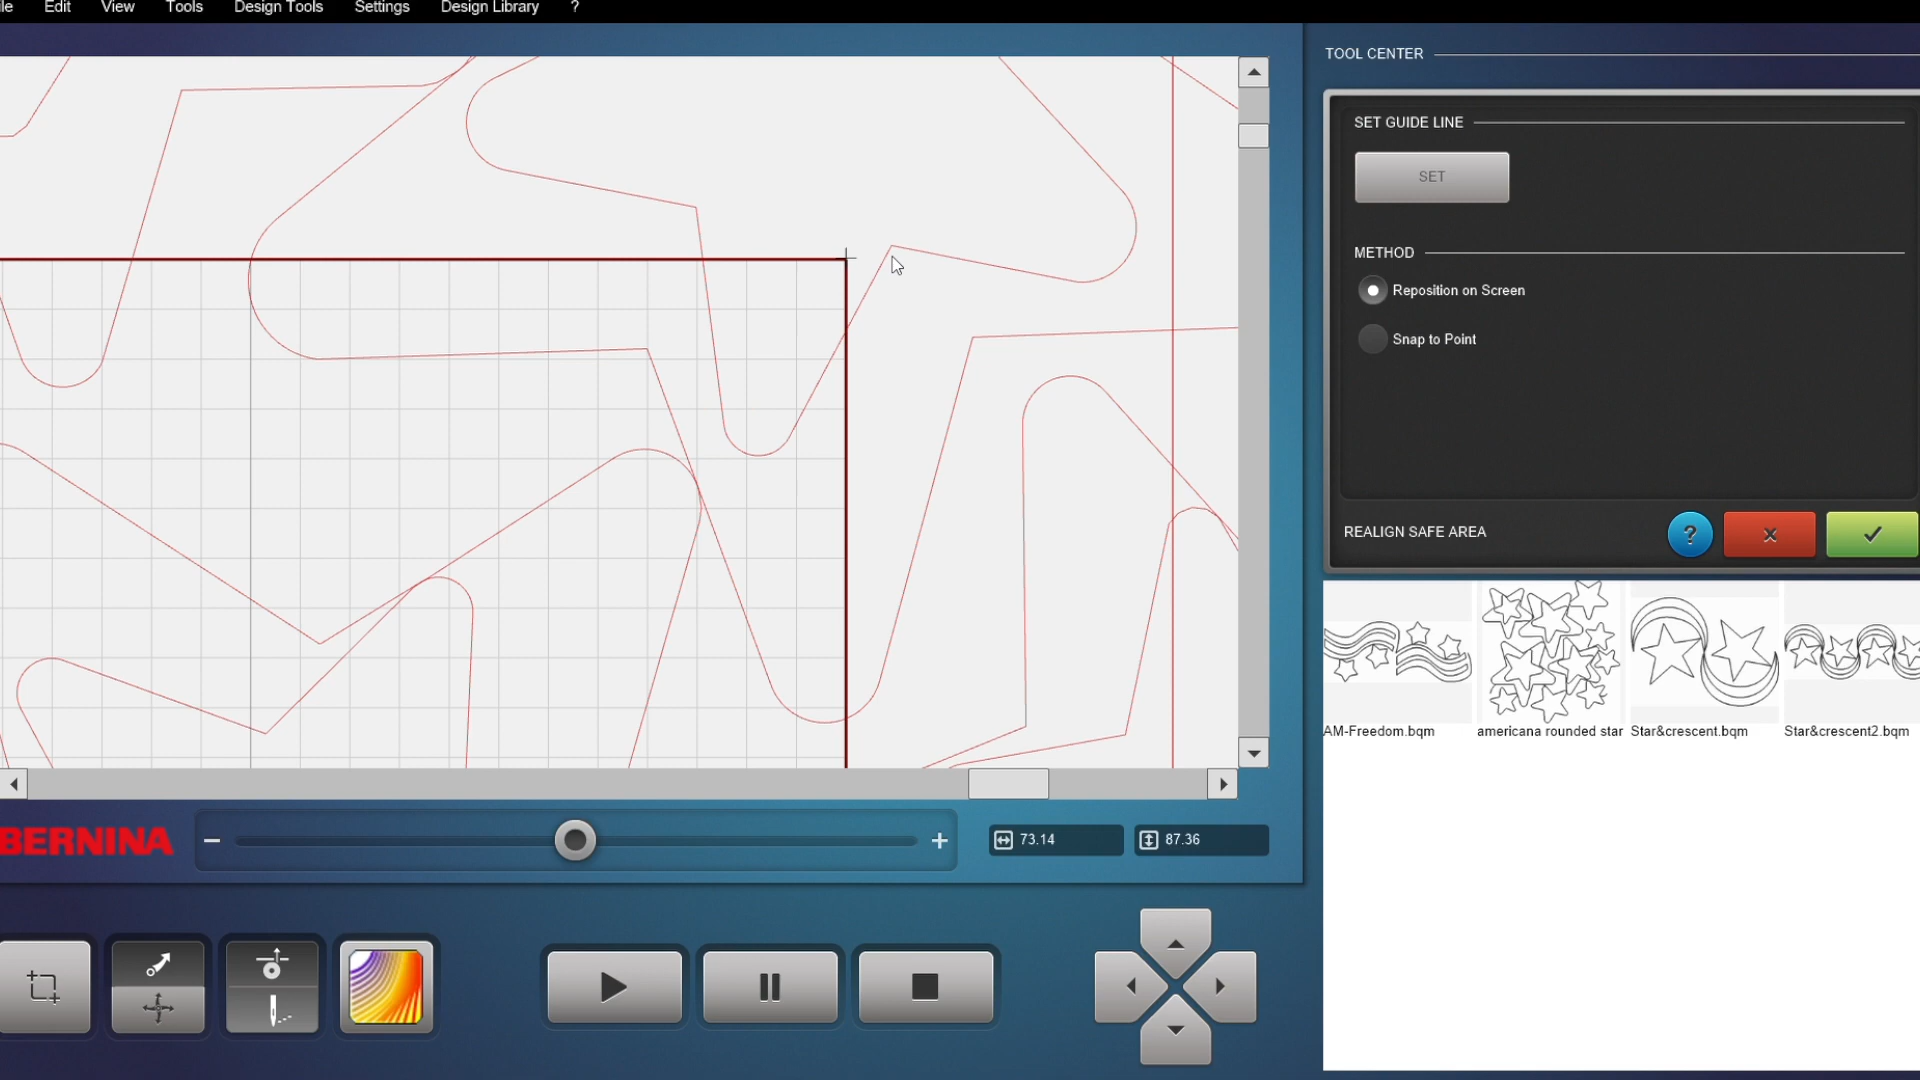 le Edit View Tools Design Tools Settings Design Library ?
TOOL CENTER
SET GUIDE LINE
SET
METHOD
Reposition on Screen
Snap to Point
REALIGN SAFE AREA
?
AM-Freedom.bqm americana rounded star Star&crescent.bqm Star&crescent2.bqm
BERNINA
73.14 87.36